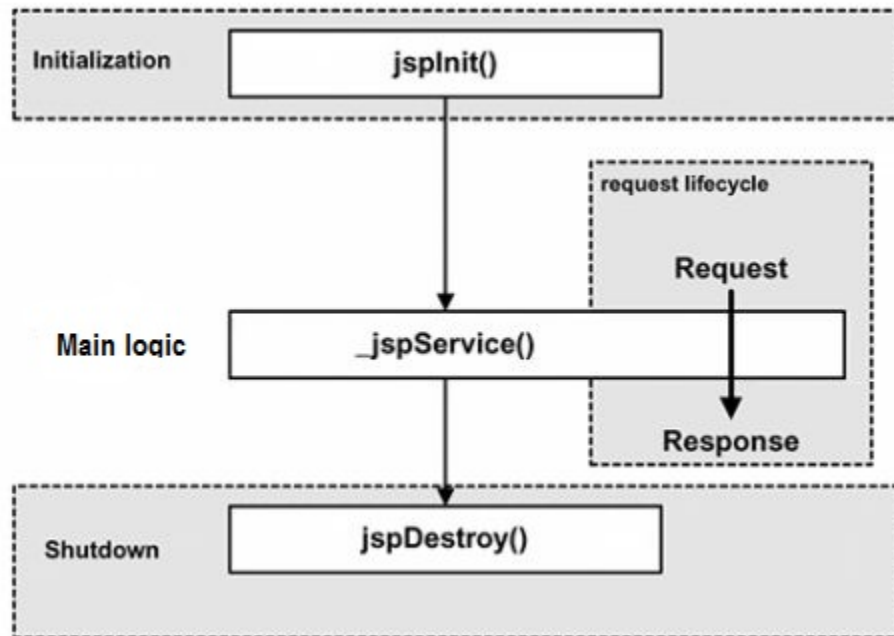 Initialization
jspInit()
request lifecycle
Request
Main logic
_jspService()
Response
Shutdown
jspDestroy()